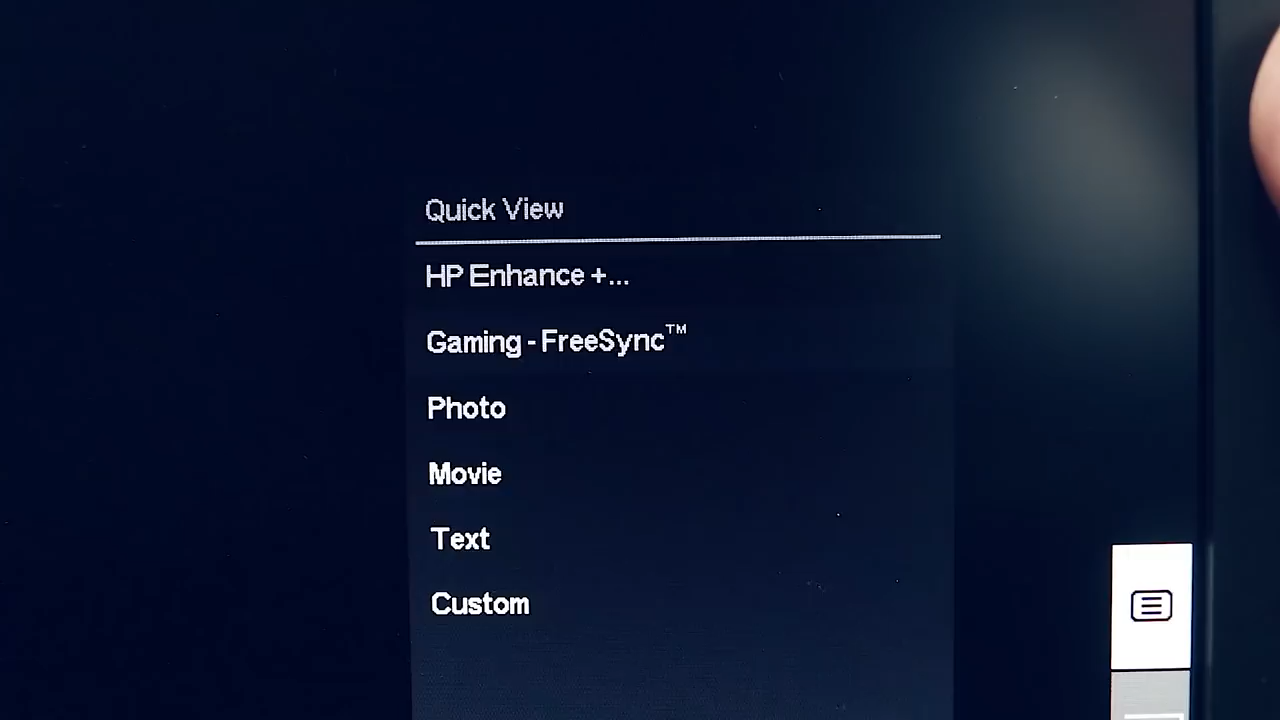 Quick View
HP Enhance +...
Gaming - FreeSync™
Photo
Movie
Text
Custom